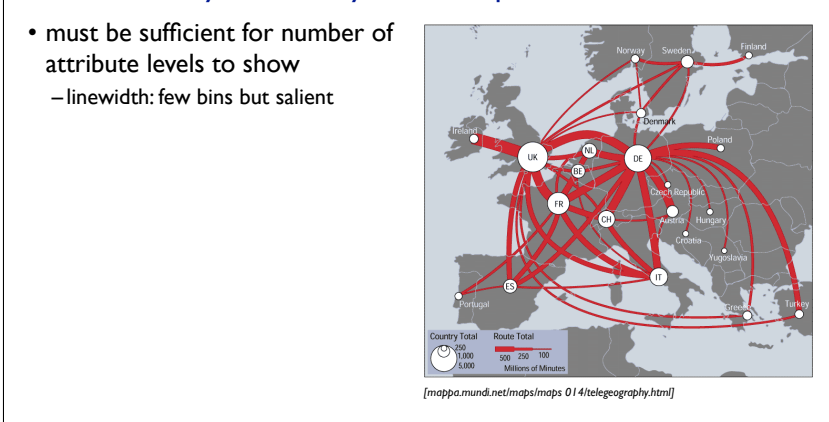 • must be sufficient for number of
attribute levels to show
– linewidth: few bins but salient
Norway
Sweden
Finland
Denmark
Ireland
UK
NL
DE
Poland
BE
Czech Republic
FR
CH
Austria
Hungary
Croatia
Yugoslavia
IT
ES
Portugal
Greece
Turkey
Country Total
Route Total
250
1,000
5,000
500 250 100
Millions of Minutes
[mappa.mundi.net/maps/maps 014/telegeography.html]